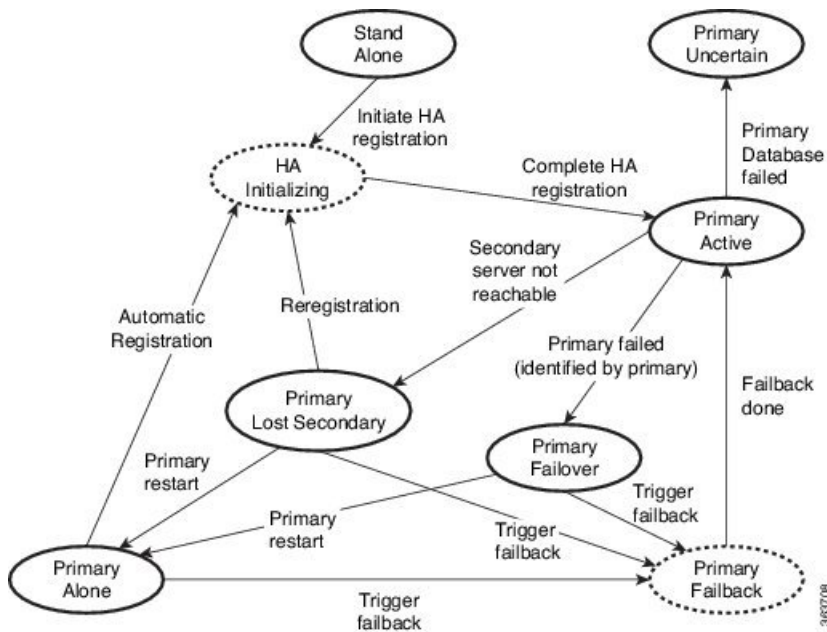 Stand
Alone
Primary
Uncertain
Initiate HA
registration
Primary
Database
failed
HA
Initializing
Complete HA
registration
Primary
Active
Secondary
server not
reachable
Automatic
Registration
Reregistration
Primary failed
(identified by primary)
Failback
done
Primary
Lost Secondary
Primary
Failover
Primary
restart
Primary
restart
Trigger
failback
Trigger
failback
Primary
Alone
Trigger
failback
Primary
Failback
362708